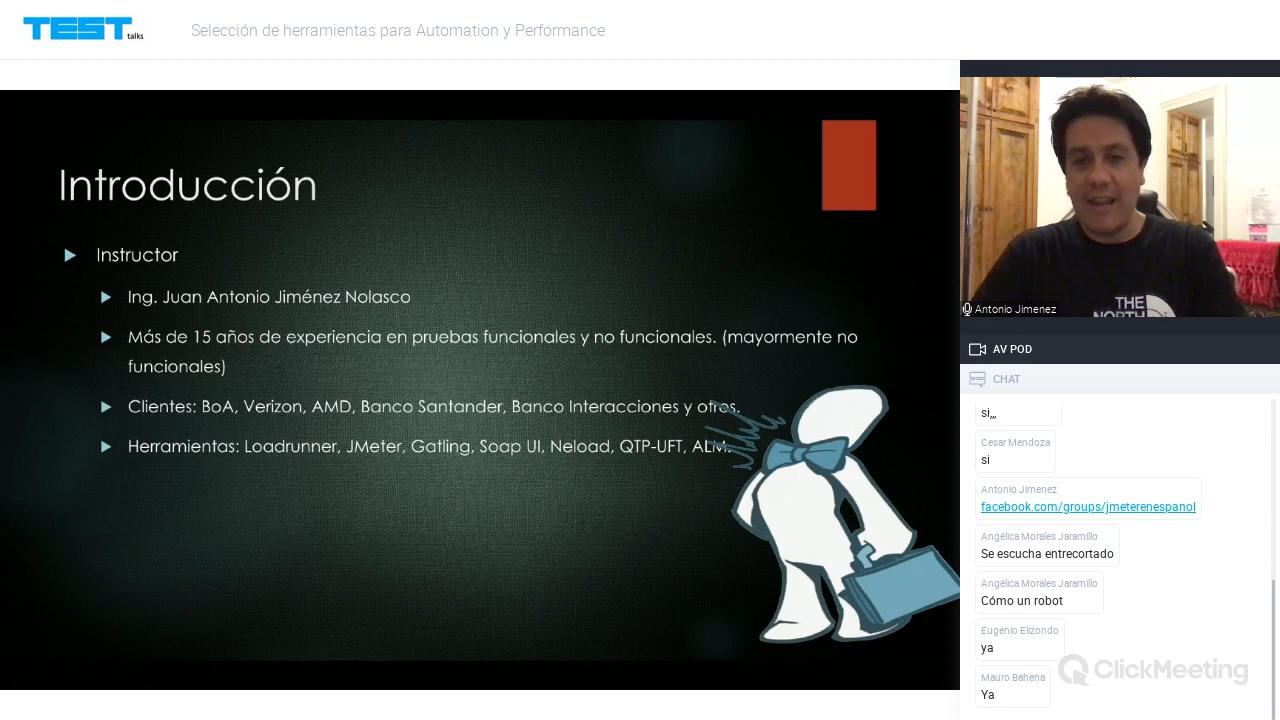 TEST talks
Selección de herramientas para Automation y Performance
Introducción
Instructor
Ing. Juan Antonio Jiménez Nolasco
Más de 15 años de experiencia en pruebas funcionales y no funcionales. (mayormente no
funcionales)
Clientes: BoA, Verizon, AMD, Banco Santander, Banco Interacciones y otros.
Herramientas: Loadrunner, JMeter, Gatling, Soap UI, Neload, QTP-UFT, ALM.
THE
NORTH
Antonio Jimenez
AV POD
CHAT
si,,,
Cesar Mendoza
si
Antonio Jimenez
facebook.com/groups/jmeterenespanol
Angélica Morales Jaramillo
Se escucha entrecortado
Angélica Morales Jaramillo
Cómo un robot
Eugenio Elizondo
ya
Mauro Bahena
Ya
ClickMeeting